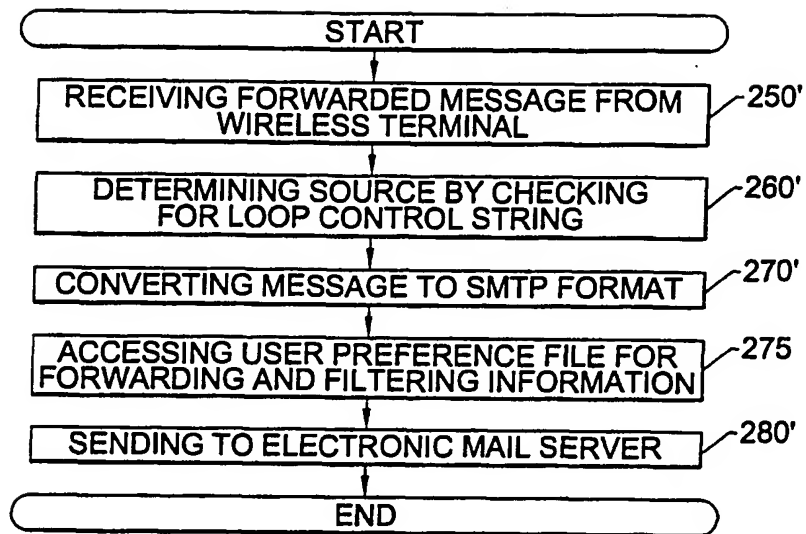 START
RECEIVING FORWARDED MESSAGE FROM
WIRELESS TERMINAL
250'
DETERMINING SOURCE BY CHECKING
FOR LOOP CONTROL STRING
260'
CONVERTING MESSAGE TO SMTP FORMAT
270'
ACCESSING USER PREFERENCE FILE FOR
FORWARDING AND FILTERING INFORMATION
275
SENDING TO ELECTRONIC MAIL SERVER
280'
END